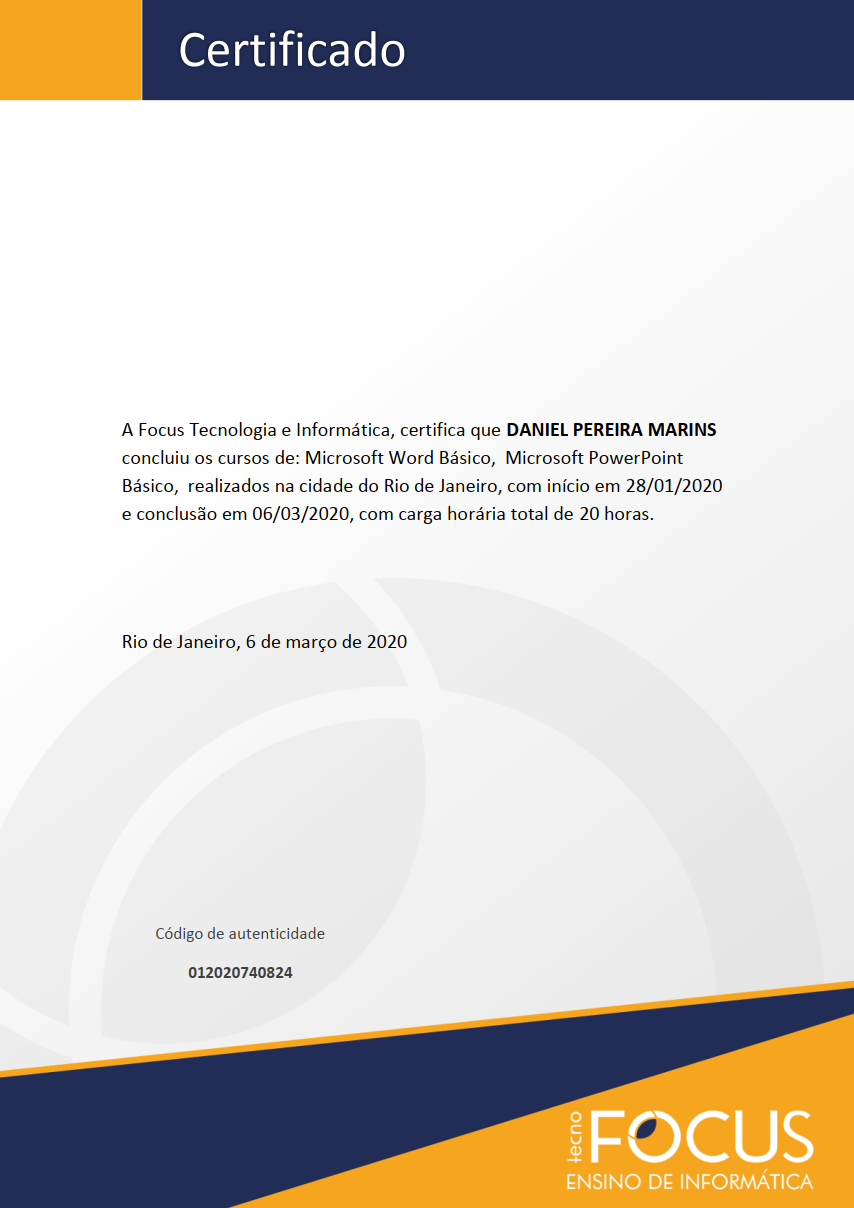 Certificado
A Focus Tecnologia e Informática, certifica que DANIEL PEREIRA MARINS
concluiu os cursos de: Microsoft Word Básico,  Microsoft PowerPoint
Básico,  realizados na cidade do Rio de Janeiro, com início em 28/01/2020
e conclusão em 06/03/2020, com carga horária total de 20 horas.
Rio de Janeiro, 6 de março de 2020
Código de autenticidade
012020740824
tecno FOCUS
ENSINO DE INFORMÁTICA